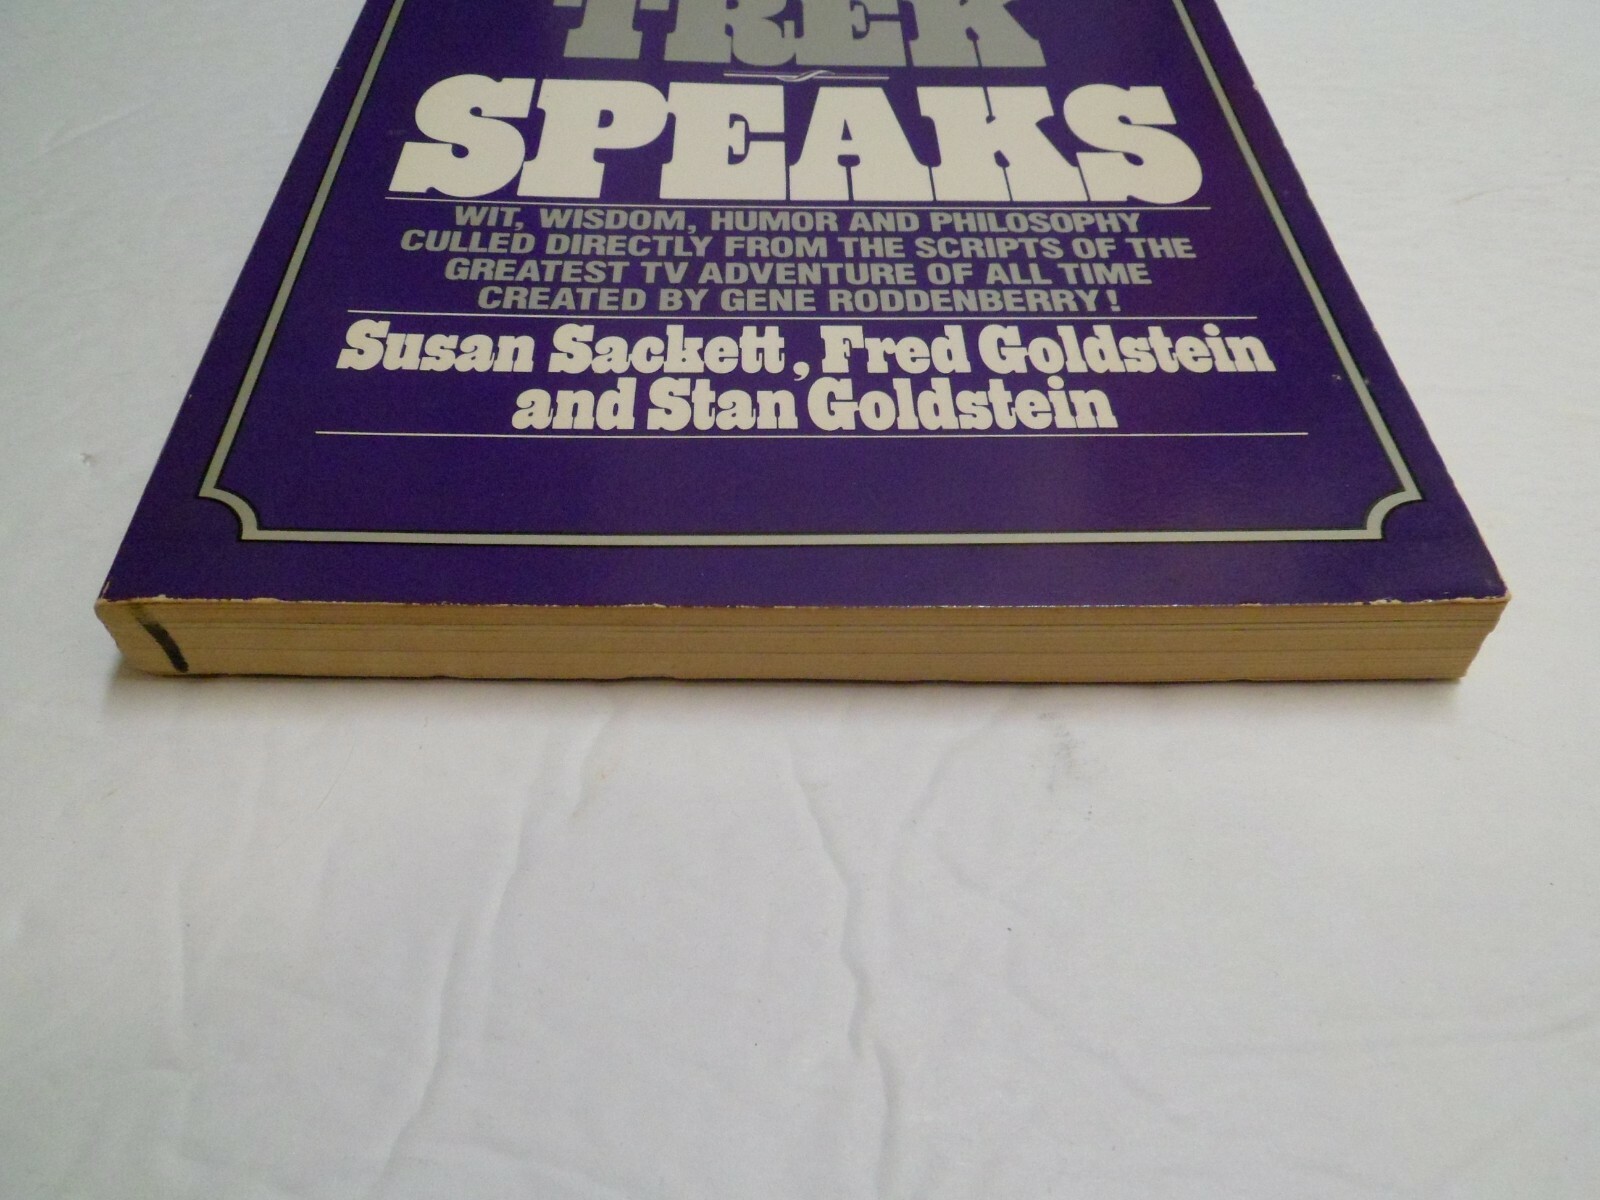 TREK
SPEAKS
WIT, WISDOM, HUMOR AND PHILOSOPHY
CULLED DIRECTLY FROM THE SCRIPTS OF THE
GREATEST TV ADVENTURE OF ALL TIME
CREATED BY GENE RODDENBERRY!
Susan Sackett, Fred Goldstein
and Stan Goldstein